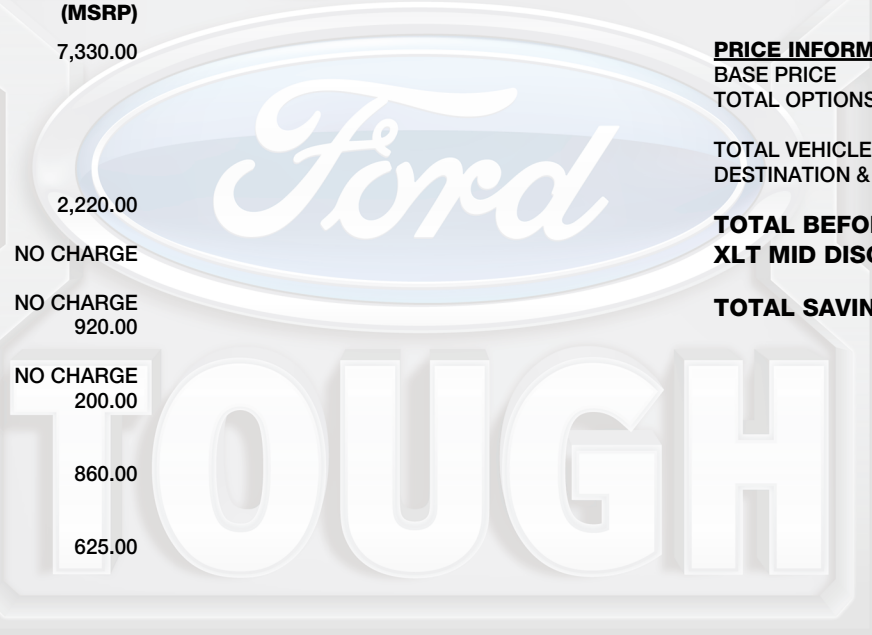 (MSRP)
7,330.00
2,220.00
NO CHARGE
NO CHARGE
920.00
NO CHARGE
200.00
860.00
625.00
PRICE INFORM
BASE PRICE
TOTAL OPTIONS
TOTAL VEHICLE
DESTINATION &
TOTAL BEFO
XLT MID DISC
TOTAL SAVIN
Ford
TOUGH